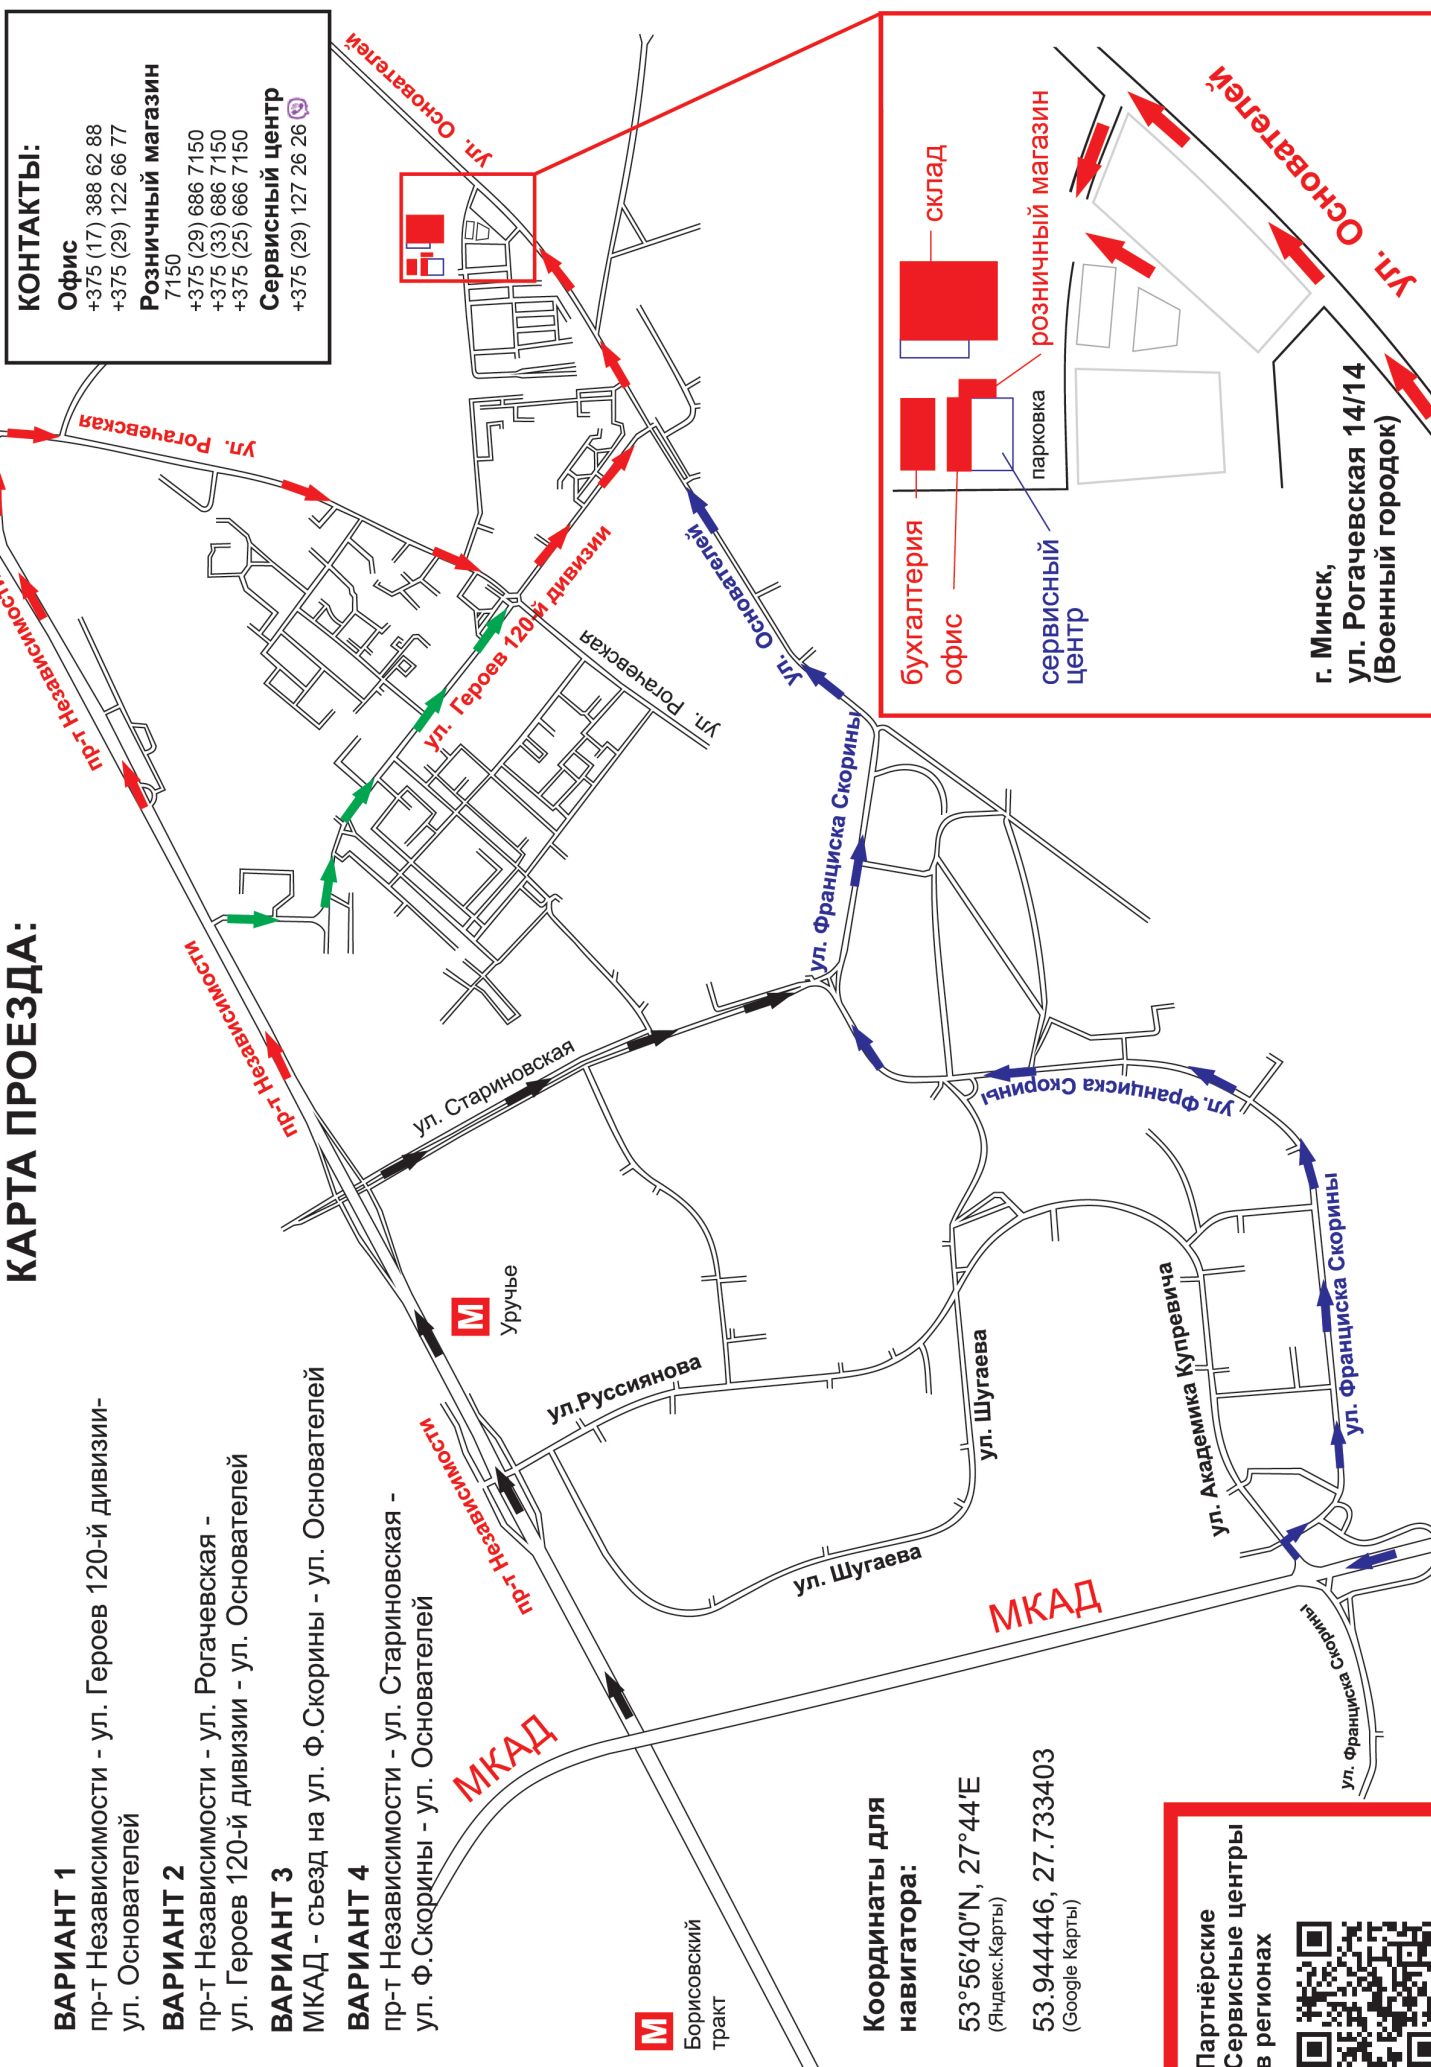 КАРТА ПРОЕЗДА:
ВАРИАНТ 1
пр-т Независимости - ул. Героев 120-й дивизии-
ул. Основателей
ВАРИАНТ 2
пр-т Независимости - ул. Рогачевская -
ул. Героев 120-й дивизии - ул. Основателей
ВАРИАНТ 3
МКАД - съезд на ул. Ф.Скорины - ул. Основателей
ВАРИАНТ 4
пр-т Независимости - ул. Стариновская -
ул. Ф.Скорины - ул. Основателей
КОНТАКТЫ:
Офис
+375 (17) 388 62 88
+375 (29) 122 66 77
Розничный магазин
7150
+375 (29) 686 7150
+375 (33) 686 7150
+375 (25) 666 7150
Сервисный центр
+375 (29) 127 26 26
пр-т Независимости
пр-т Независимости
пр-т Независимости
пр-т Независимости
пр-т Независимости
ул. Рогачевская
ул. Рогачевская
ул. Героев 120-й дивизии
ул. Основателей
ул. Основателей
ул. Стариновская
М
Уручье
М
Борисовский
тракт
ул.Руссиянова
ул. Шугаева
ул. Шугаева
ул. Академика Купревича
ул. Франциска Скорины
ул. Франциска Скорины
ул. Франциска Скорины
ул. Франциска Скорины
Франциска Скорины
МКАД
МКАД
Координаты для
навигатора:
53°56′40″N, 27°44′E
(Яндекс.Карты)
53.944446, 27.733403
(Google Карты)
бухгалтерия
офис
сервисный
центр
склад
розничный магазин
парковка
ул. Основателей
г. Минск,
ул. Рогачевская 14/14
(Военный городок)
Партнёрские
Сервисные центры
в регионах